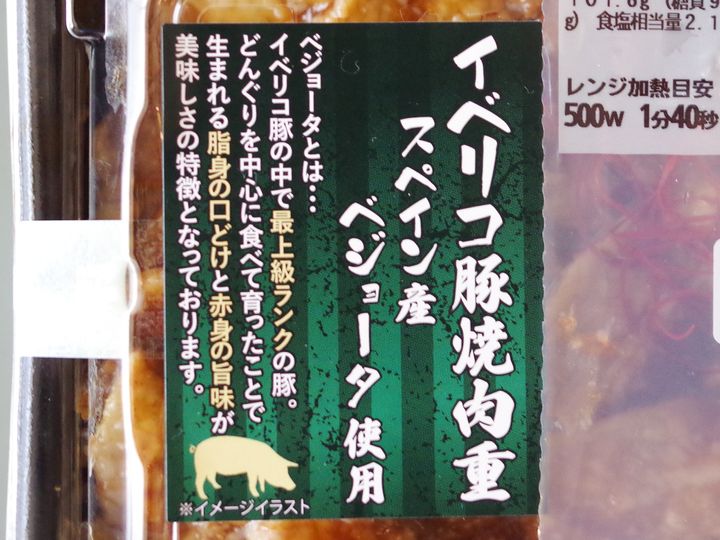 イベリコ豚焼肉重
スペイン産
ベジョータ使用
ベジョータとは・・・
イベリコ豚の中で最上級ランクの豚。
どんぐりを中心に食べて育ったことで
生まれる脂身の口どけと赤身の旨味が
美味しさの特徴となっております。
※イメージイラスト
g) 食塩相当量2.1
レンジ加熱目安
500W 1分40秒